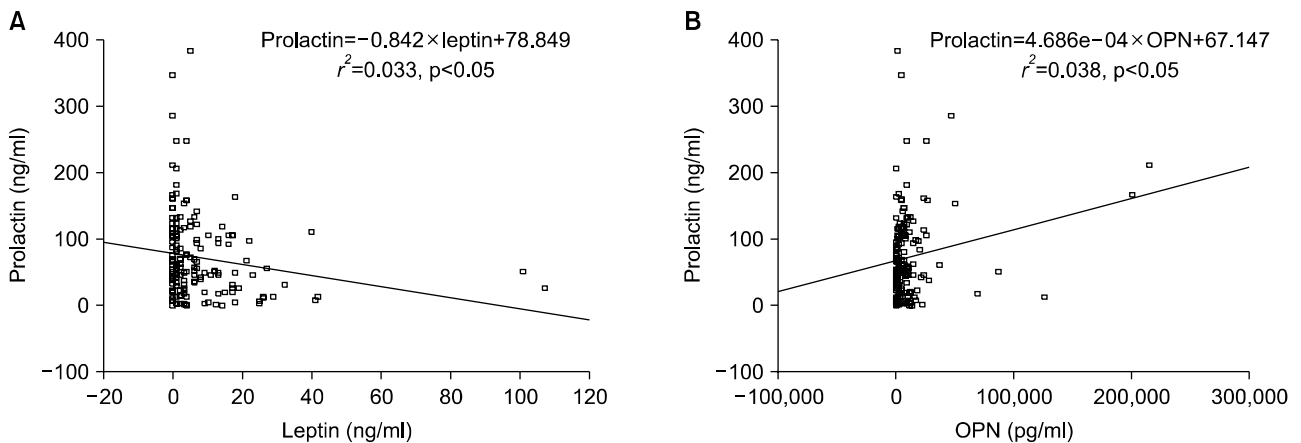 A
Prolactin=−0.842×leptin+78.849
r²=0.033, p<0.05
Prolactin (ng/ml)
400
300
200
100
0
−100
−20 0 20 40 60 80 100 120
Leptin (ng/ml)
B
Prolactin=4.686e−04×OPN+67.147
r²=0.038, p<0.05
Prolactin (ng/ml)
400
300
200
100
0
−100
−100,000 0 100,000 200,000 300,000
OPN (pg/ml)